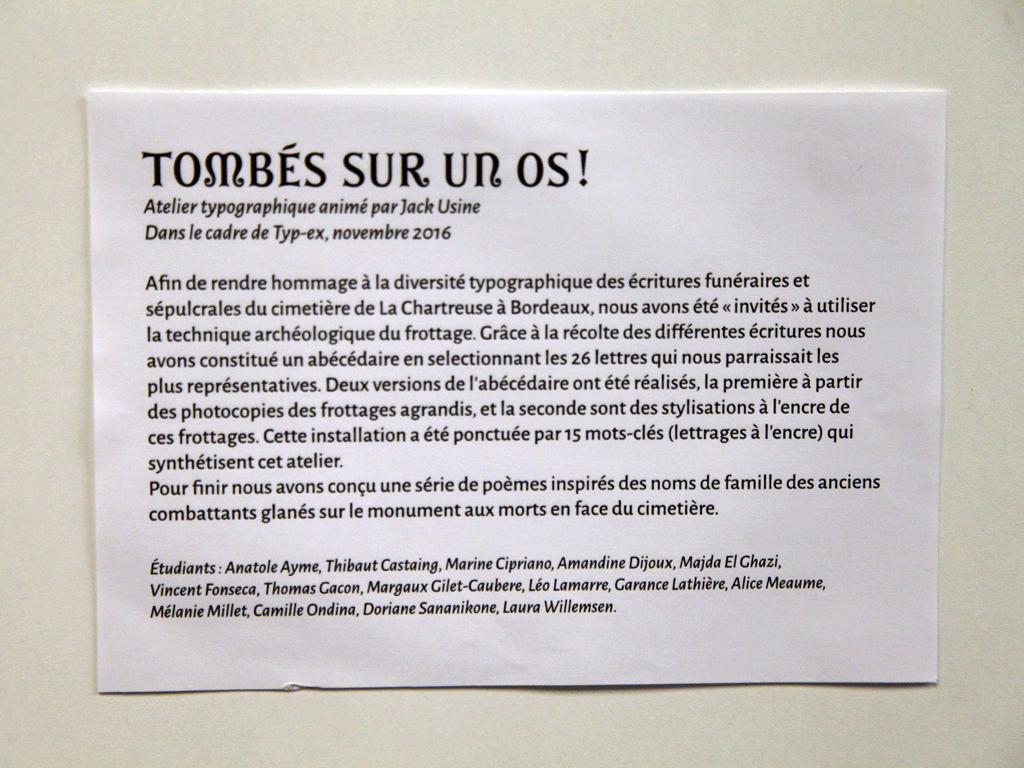 TOMBÉS SUR UN OS !
Atelier typographique animé par Jack Usine
Dans le cadre de Typ-ex, novembre 2016
Afin de rendre hommage à la diversité typographique des écritures funéraires et
sépulcrales du cimetière de La Chartreuse à Bordeaux, nous avons été « invités » à utiliser
la technique archéologique du frottage. Grâce à la récolte des différentes écritures nous
avons constitué un abécédaire en selectionnant les 26 lettres qui nous parraissait les
plus représentatives. Deux versions de l'abécédaire ont été réalisés, la première à partir
des photocopies des frottages agrandis, et la seconde sont des stylisations à l'encre de
ces frottages. Cette installation a été ponctuée par 15 mots-clés (lettrages à l'encre) qui
synthétisent cet atelier.
Pour finir nous avons conçu une série de poèmes inspirés des noms de famille des anciens
combattants glanés sur le monument aux morts en face du cimetière.
Étudiants : Anatole Ayme, Thibaut Castaing, Marine Cipriano, Amandine Dijoux, Majda El Ghazi,
Vincent Fonseca, Thomas Gacon, Margaux Gilet-Caubere, Léo Lamarre, Garance Lathière, Alice Meaume,
Mélanie Millet, Camille Ondina, Doriane Sananikone, Laura Willemsen.